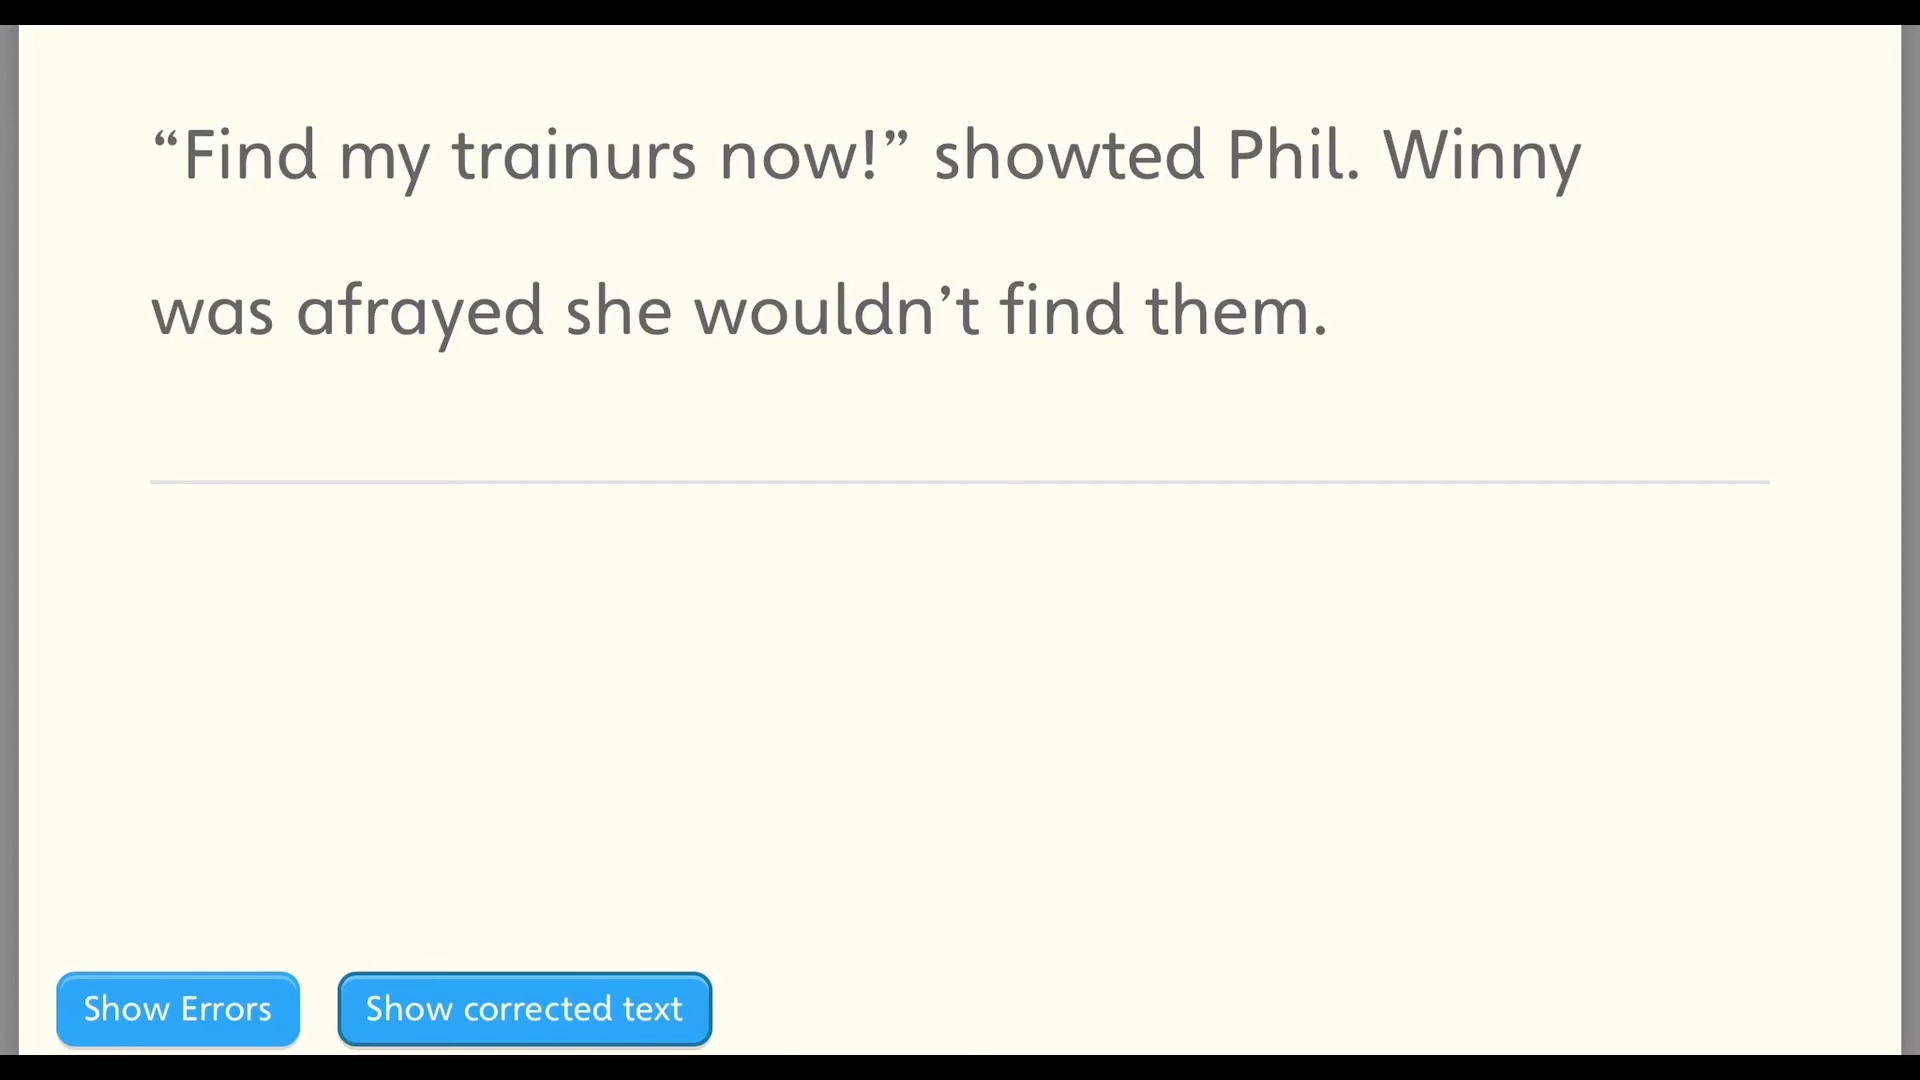 “Find my trainurs now!” showted Phil. Winny
was afrayed she wouldn’t find them.
Show Errors
Show corrected text